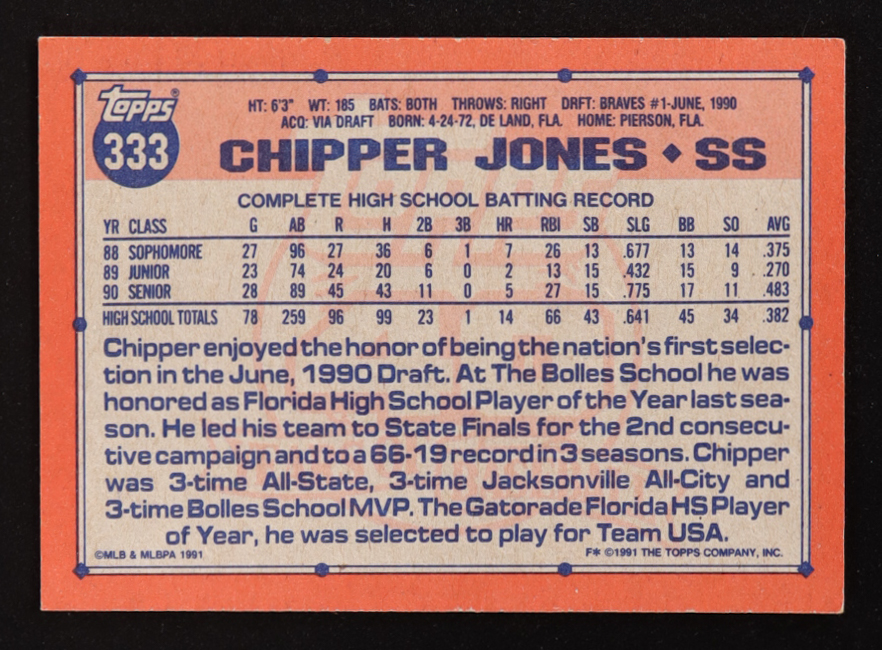 Topps®
333
HT: 6'3" WT: 185 BATS: BOTH THROWS: RIGHT DRFT: BRAVES #1-JUNE, 1990
ACQ: VIA DRAFT BORN: 4-24-72, DE LAND, FLA. HOME: PIERSON, FLA.
CHIPPER JONES ◆ SS
COMPLETE HIGH SCHOOL BATTING RECORD
YR CLASS G AB R H 2B 3B HR RBI SB SLG BB SO AVG
88 SOPHOMORE 27 96 27 36 6 1 7 26 13 .677 13 14 .375
89 JUNIOR 23 74 24 20 6 0 2 13 15 .432 15 9 .270
90 SENIOR 28 89 45 43 11 0 5 27 15 .775 17 11 .483
HIGH SCHOOL TOTALS 78 259 96 99 23 1 14 66 43 .641 45 34 .382
Chipper enjoyed the honor of being the nation's first selec-
tion in the June, 1990 Draft. At The Bolles School he was
honored as Florida High School Player of the Year last sea-
son. He led his team to State Finals for the 2nd consecu-
tive campaign and to a 66-19 record in 3 seasons. Chipper
was 3-time All-State, 3-time Jacksonville All-City and
3-time Bolles School MVP. The Gatorade Florida HS Player
of Year, he was selected to play for Team USA.
©MLB & MLBPA 1991
F* ©1991 THE TOPPS COMPANY, INC.